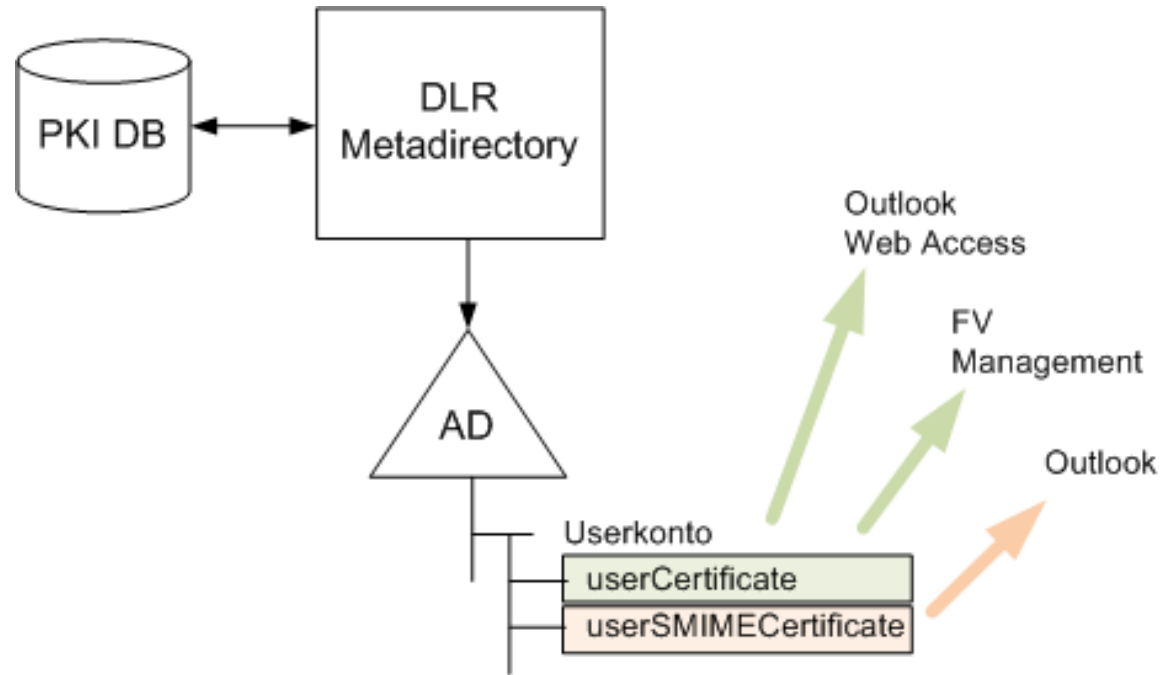 PKI DB
DLR
Metadirectory
Outlook
Web Access
FV
Management
AD
Outlook
Userkonto
userCertificate
userSMIMECertificate